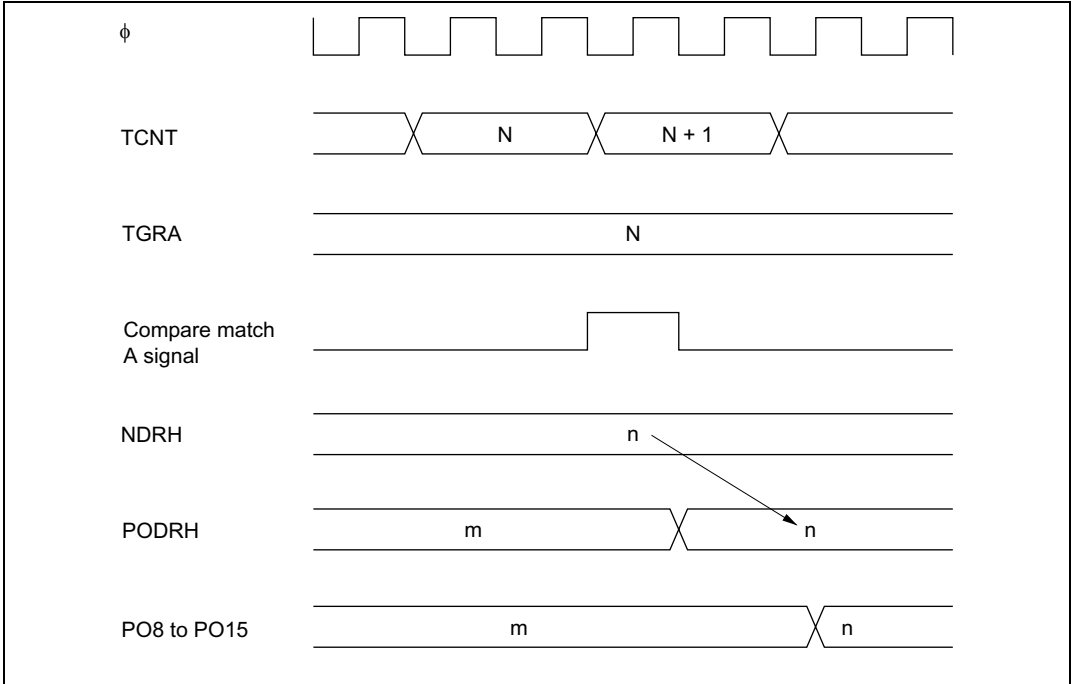 ϕ
TCNT N N + 1
TGRA N
Compare match
A signal
NDRH n
PODRH m n
PO8 to PO15 m n